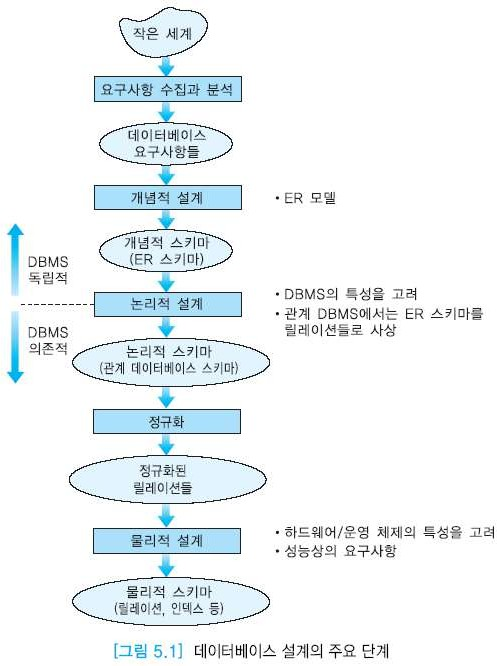 작은 세계
요구사항 수집과 분석
데이터베이스
요구사항들
개념적 설계
• ER 모델
개념적 스키마
(ER 스키마)
DBMS
독립적
논리적 설계
• DBMS의 특성을 고려
• 관계 DBMS에서는 ER 스키마를
릴레이션들로 사상
DBMS
의존적
논리적 스키마
(관계 데이터베이스 스키마)
정규화
정규화된
릴레이션들
물리적 설계
• 하드웨어/운영 체제의 특성을 고려
• 성능상의 요구사항
물리적 스키마
(릴레이션, 인덱스 등)
[그림 5.1] 데이터베이스 설계의 주요 단계